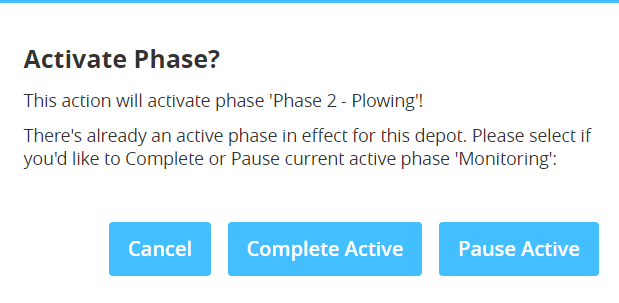 Activate Phase?
This action will activate phase 'Phase 2 - Plowing'!
There's already an active phase in effect for this depot. Please select if
you'd like to Complete or Pause current active phase 'Monitoring':
Cancel
Complete Active
Pause Active